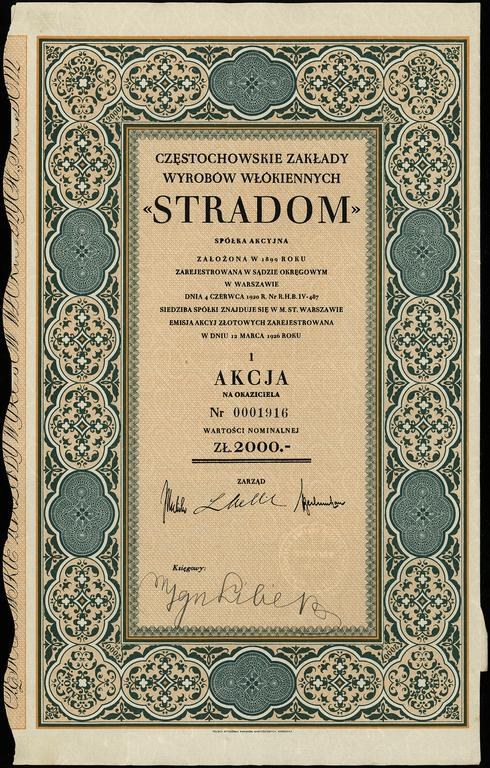 CZĘSTOCHOWSKIE ZAKŁADY
WYROBÓW WŁÓKIENNYCH
«STRADOM»
SPÓŁKA AKCYJNA
ZAŁOŻONA W 1899 ROKU
ZAREJESTROWANA W SĄDZIE OKRĘGOWYM
W WARSZAWIE
DNIA 4 CZERWCA 1920 R. Nr R.H.B.IV-487
SIEDZIBA SPÓŁKI ZNAJDUJE SIĘ W M. ST. WARSZAWIE
EMISJA AKCYJ ZŁOTOWYCH ZAREJESTROWANA
W DNIU 12 MARCA 1926 ROKU
1
AKCJA
NA OKAZICIELA
Nr 0001916
WARTOŚCI NOMINALNEJ
ZŁ.2000.-
ZARZĄD
Księgowy: